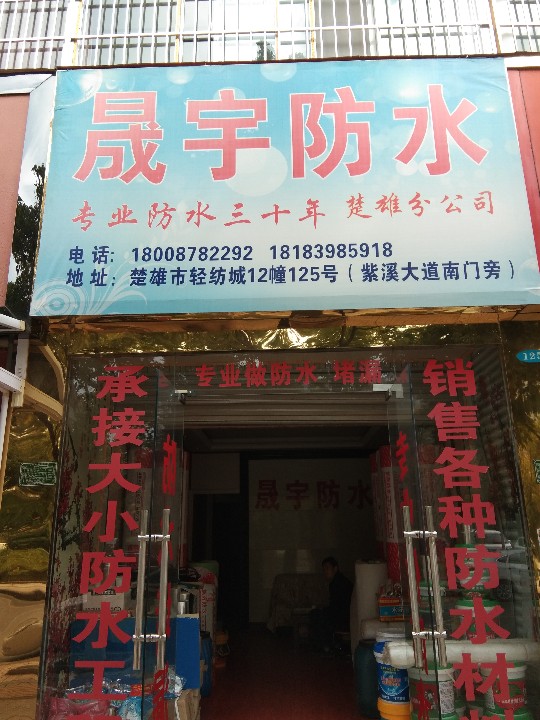 晟宇防水
专业防水三十年 楚雄分公司
电话: 18008782292 18183985918
地址: 楚雄市轻纺城12幢125号（紫溪大道南门旁）
专业做防水 堵漏
承接大小防水工
销售各种防水材
晟宇防水